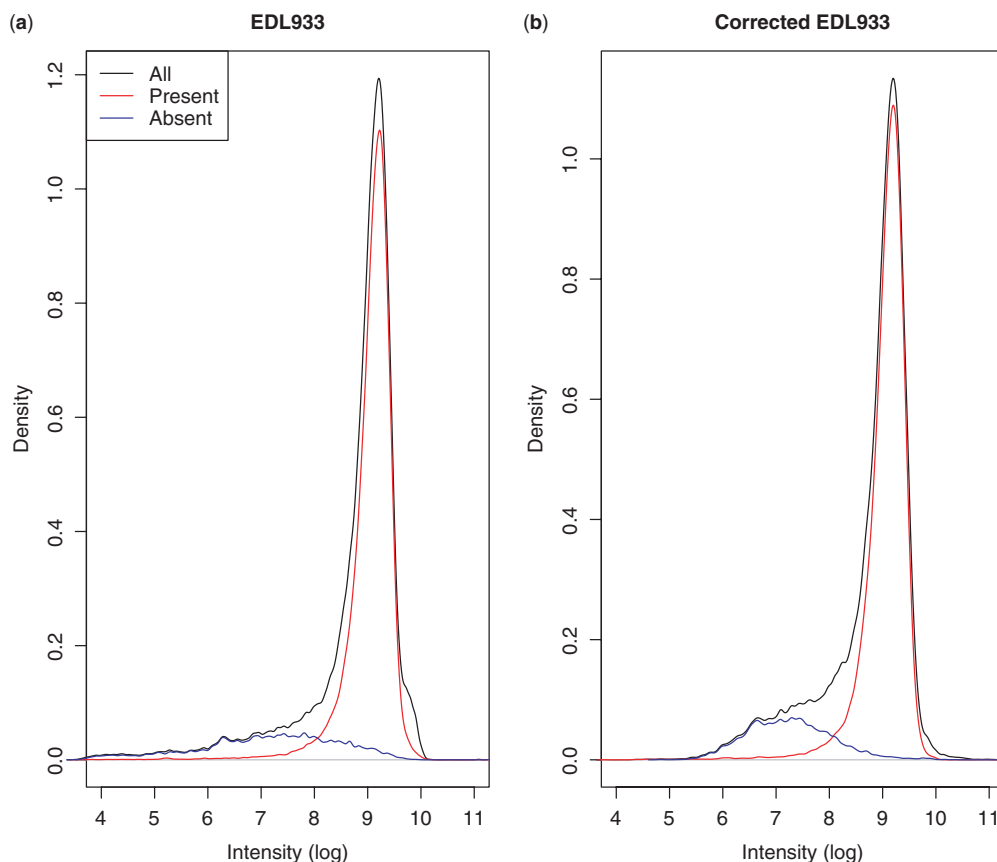 (a)
EDL933
All
Present
Absent
1.2
1.0
0.8
0.6
0.4
0.2
0.0
Density
4 5 6 7 8 9 10 11
Intensity (log)
(b)
Corrected EDL933
1.0
0.8
0.6
0.4
0.2
0.0
Density
4 5 6 7 8 9 10 11
Intensity (log)